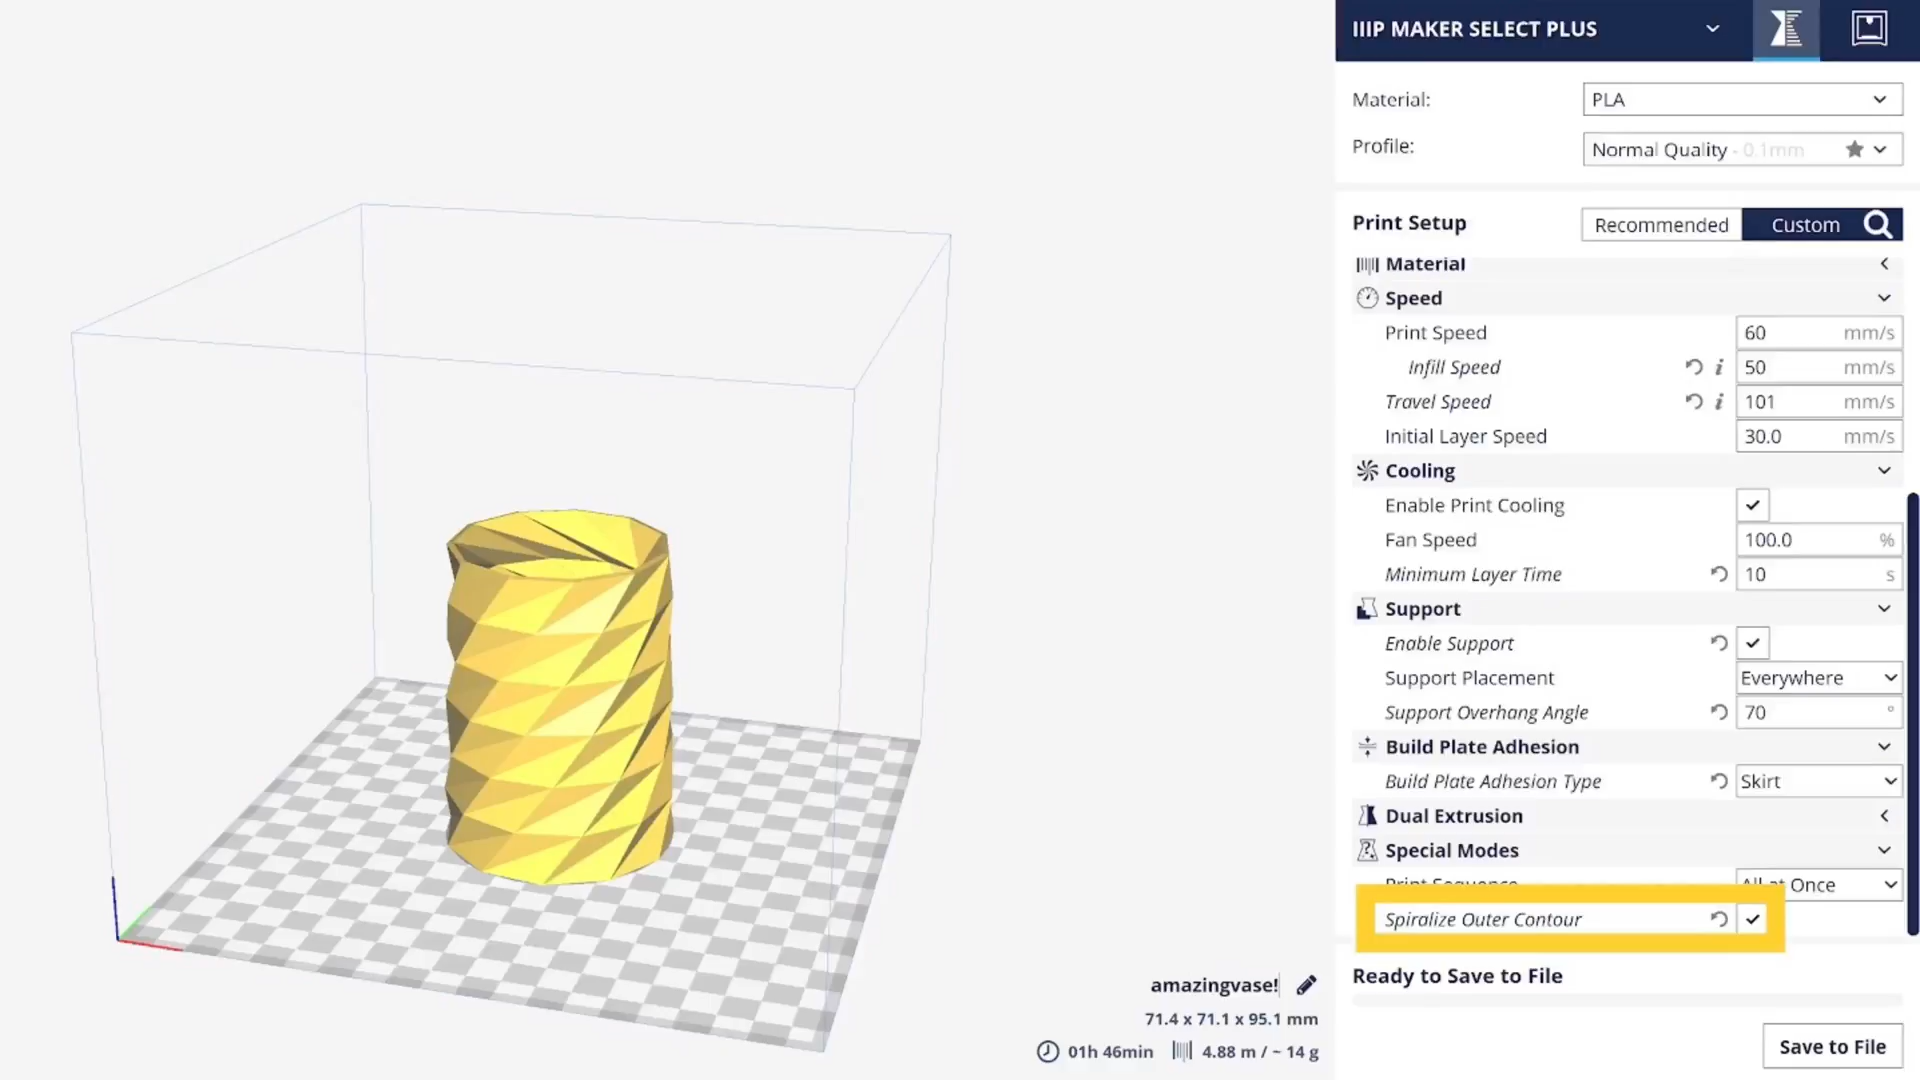 IIIP MAKER SELECT PLUS
Material:
PLA
Profile:
Normal Quality - 0.1mm
Print Setup
Recommended
Custom
Material
Speed
Print Speed
60 mm/s
Infill Speed
i
50 mm/s
Travel Speed
i
101 mm/s
Initial Layer Speed
30.0 mm/s
Cooling
Enable Print Cooling
Fan Speed
100.0 %
Minimum Layer Time
10 s
Support
Enable Support
Support Placement
Everywhere
Support Overhang Angle
70 °
Build Plate Adhesion
Build Plate Adhesion Type
Skirt
Dual Extrusion
Special Modes
Print Sequence
All at Once
Spiralize Outer Contour
Ready to Save to File
Save to File
amazingvase!
71.4 x 71.1 x 95.1 mm
01h 46min
4.88 m / ~ 14 g